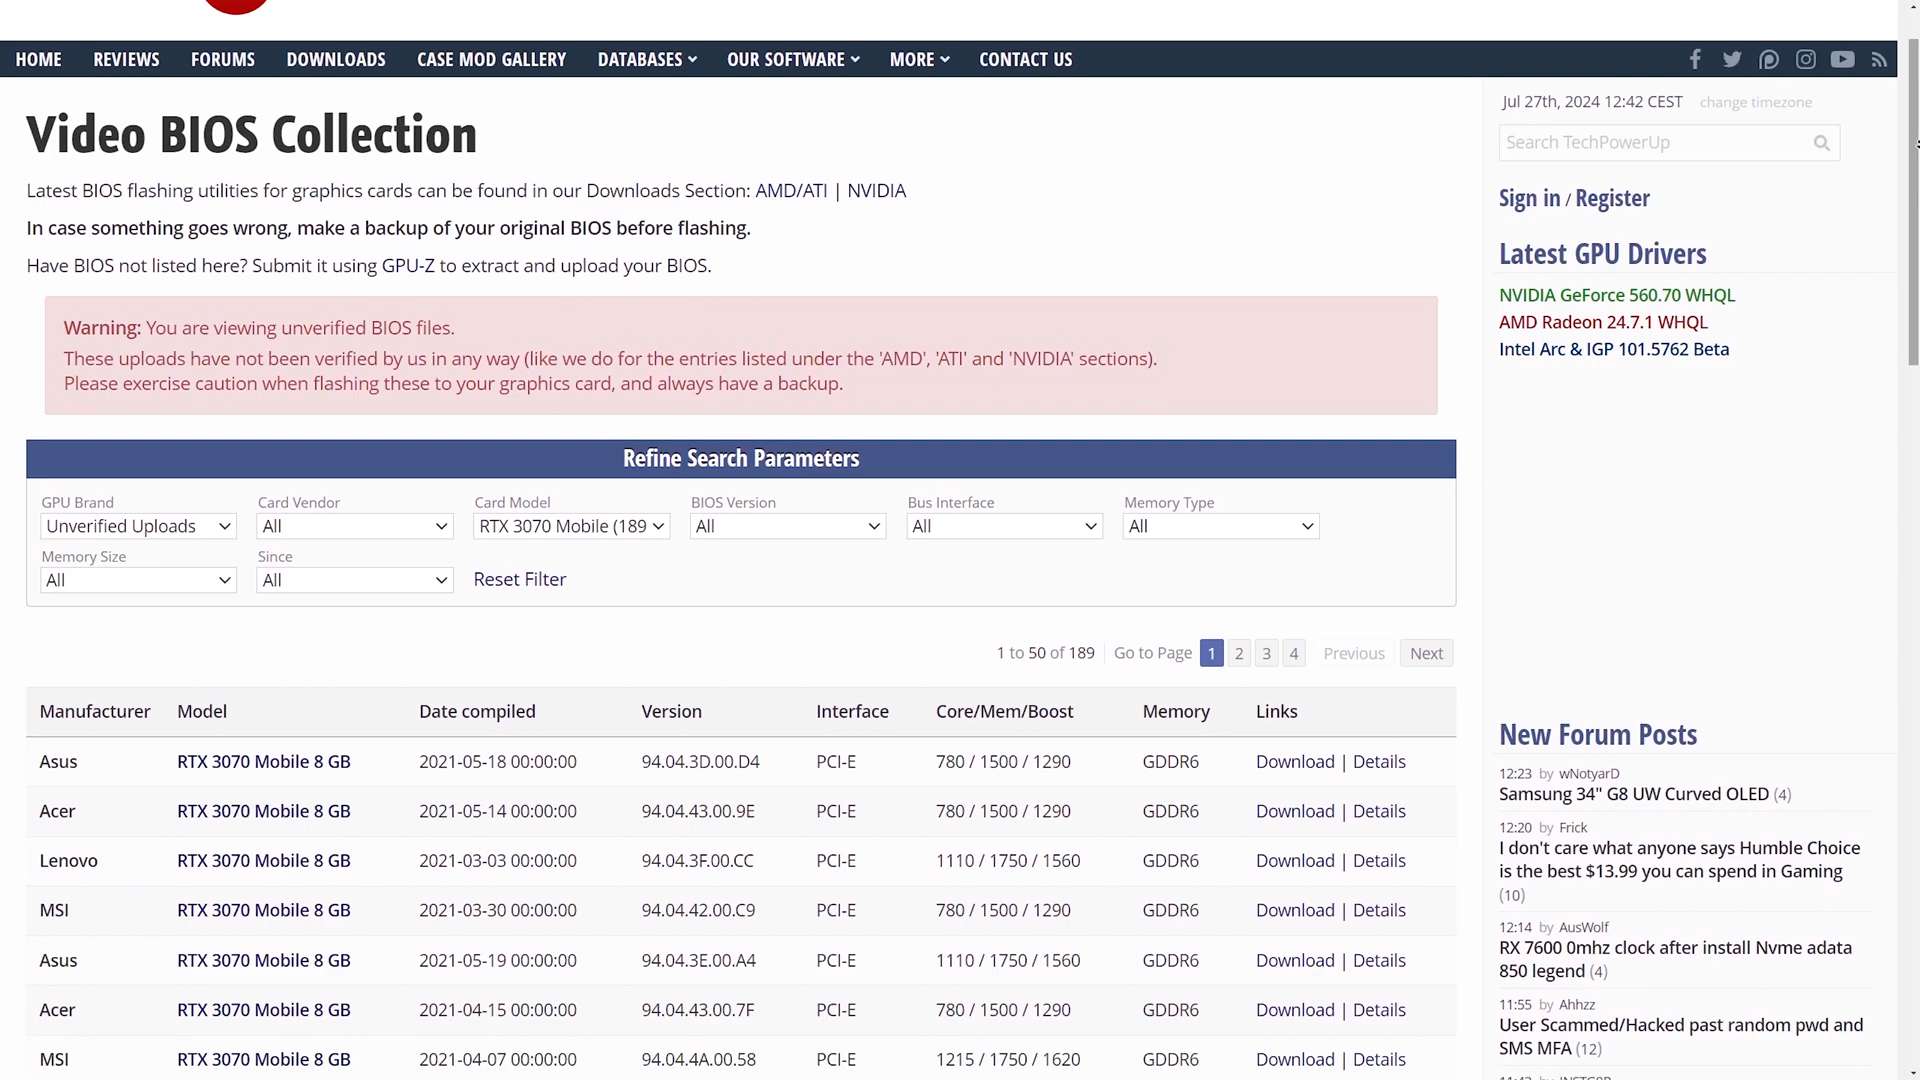 HOME REVIEWS FORUMS DOWNLOADS CASE MOD GALLERY DATABASES OUR SOFTWARE MORE CONTACT US
Video BIOS Collection
Latest BIOS flashing utilities for graphics cards can be found in our Downloads Section: AMD/ATI | NVIDIA
In case something goes wrong, make a backup of your original BIOS before flashing.
Have BIOS not listed here? Submit it using GPU-Z to extract and upload your BIOS.
Warning: You are viewing unverified BIOS files.
These uploads have not been verified by us in any way (like we do for the entries listed under the 'AMD', 'ATI' and 'NVIDIA' sections).
Please exercise caution when flashing these to your graphics card, and always have a backup.
Refine Search Parameters
GPU Brand Card Vendor Card Model BIOS Version Bus Interface Memory Type
Unverified Uploads All RTX 3070 Mobile (189 All All All
Memory Size Since
All All Reset Filter
1 to 50 of 189 Go to Page 1 2 3 4 Previous Next
Manufacturer Model Date compiled Version Interface Core/Mem/Boost Memory Links
Asus RTX 3070 Mobile 8 GB 2021-05-18 00:00:00 94.04.3D.00.D4 PCI-E 780 / 1500 / 1290 GDDR6 Download | Details
Acer RTX 3070 Mobile 8 GB 2021-05-14 00:00:00 94.04.43.00.9E PCI-E 780 / 1500 / 1290 GDDR6 Download | Details
Lenovo RTX 3070 Mobile 8 GB 2021-03-03 00:00:00 94.04.3F.00.CC PCI-E 1110 / 1750 / 1560 GDDR6 Download | Details
MSI RTX 3070 Mobile 8 GB 2021-03-30 00:00:00 94.04.42.00.C9 PCI-E 780 / 1500 / 1290 GDDR6 Download | Details
Asus RTX 3070 Mobile 8 GB 2021-05-19 00:00:00 94.04.3E.00.A4 PCI-E 1110 / 1750 / 1560 GDDR6 Download | Details
Acer RTX 3070 Mobile 8 GB 2021-04-15 00:00:00 94.04.43.00.7F PCI-E 780 / 1500 / 1290 GDDR6 Download | Details
MSI RTX 3070 Mobile 8 GB 2021-04-07 00:00:00 94.04.4A.00.58 PCI-E 1215 / 1750 / 1620 GDDR6 Download | Details
Jul 27th, 2024 12:42 CEST change timezone
Search TechPowerUp
Sign in / Register
Latest GPU Drivers
NVIDIA GeForce 560.70 WHQL
AMD Radeon 24.7.1 WHQL
Intel Arc & IGP 101.5762 Beta
New Forum Posts
12:23 by wNotyarD
Samsung 34" G8 UW Curved OLED (4)
12:20 by Frick
I don't care what anyone says Humble Choice
is the best $13.99 you can spend in Gaming
(10)
12:14 by AusWolf
RX 7600 0mhz clock after install Nvme adata
850 legend (4)
11:55 by Ahhzz
User Scammed/Hacked past random pwd and
SMS MFA (12)